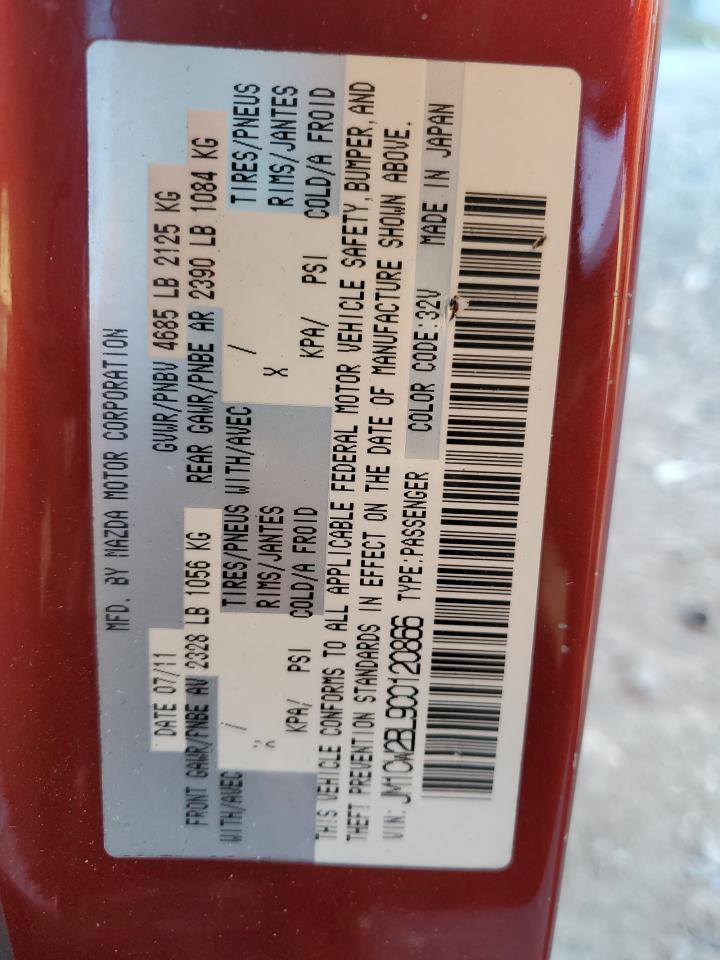 MFD. BY MAZDA MOTOR CORPORATION
DATE 07/11 GVWR/PNBV 4685 LB 2125 KG
FRONT GAWR/PNBE AV 2328 LB 1056 KG REAR GAWR/PNBE AR 2390 LB 1084 KG
WITH/AVEC / TIRES/PNEUS WITH/AVEC / TIRES/PNEUS
X RIMS/JANTES X RIMS/JANTES
KPA/ PSI COLD/A FROID KPA/ PSI COLD/A FROID
THIS VEHICLE CONFORMS TO ALL APPLICABLE FEDERAL MOTOR VEHICLE SAFETY, BUMPER, AND
THEFT PREVENTION STANDARDS IN EFFECT ON THE DATE OF MANUFACTURE SHOWN ABOVE.
VIN: JM1CW2BL9C0120866 TYPE:PASSENGER COLOR CODE:32V MADE IN JAPAN